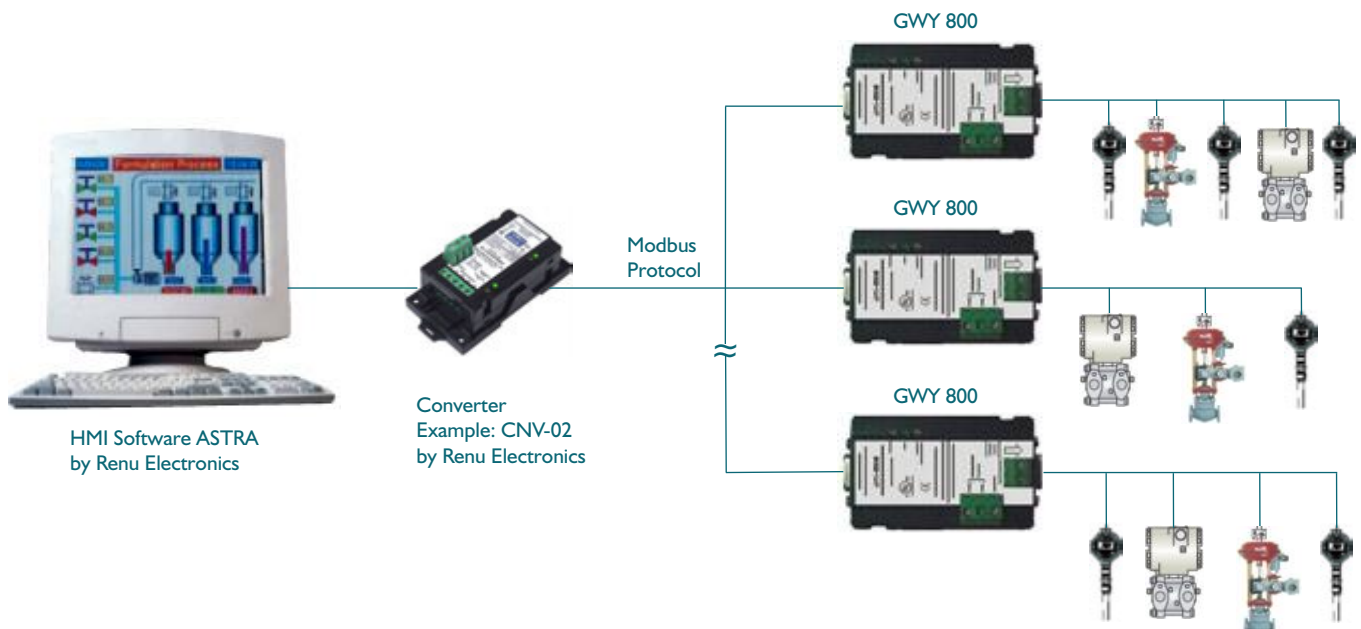 GWY 800
Formulation Process
GWY 800
Modbus
Protocol
GWY 800
HMI Software ASTRA
by Renu Electronics
Converter
Example: CNV-02
by Renu Electronics